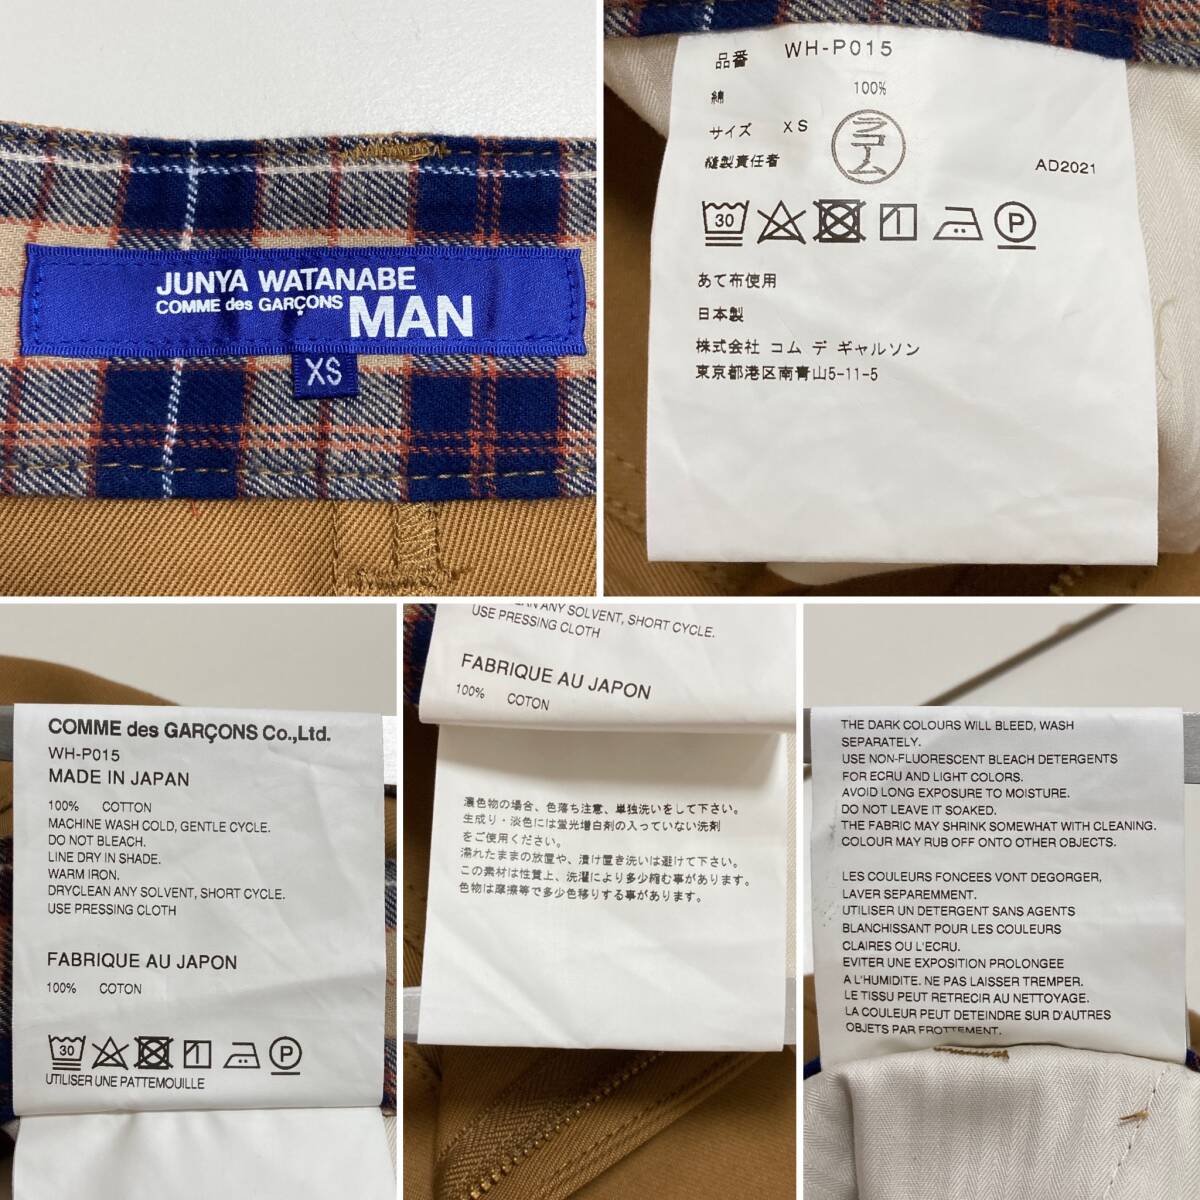 JUNYA WATANABE
COMME des GARÇONS MAN
XS
品番 WH-P015
綿 100%
サイズ XS
縫製責任者 ラコム
AD2021
30 P
あて布使用
日本製
株式会社 コム デ ギャルソン
東京都港区南青山5-11-5
COMME des GARÇONS Co.,Ltd.
WH-P015
MADE IN JAPAN
100% COTTON
MACHINE WASH COLD, GENTLE CYCLE.
DO NOT BLEACH.
LINE DRY IN SHADE.
WARM IRON.
DRYCLEAN ANY SOLVENT, SHORT CYCLE.
USE PRESSING CLOTH
FABRIQUE AU JAPON
100% COTON
30 P
UTILISER UNE PATTEMOUILLE
ANY SOLVENT, SHORT CYCLE.
USE PRESSING CLOTH
FABRIQUE AU JAPON
100% COTON
濃色物の場合、色落ち注意、単独洗いをして下さい。
生成り・淡色には蛍光増白剤の入っていない洗剤
をご使用ください。
濡れたままの放置や、漬け置き洗いは避けて下さい。
この素材は性質上、洗濯により多少縮む事があります。
色物は摩擦等で多少色移りする事があります。
THE DARK COLOURS WILL BLEED, WASH
SEPARATELY.
USE NON-FLUORESCENT BLEACH DETERGENTS
FOR ECRU AND LIGHT COLORS.
AVOID LONG EXPOSURE TO MOISTURE.
DO NOT LEAVE IT SOAKED.
THE FABRIC MAY SHRINK SOMEWHAT WITH CLEANING.
COLOUR MAY RUB OFF ONTO OTHER OBJECTS.
LES COULEURS FONCEES VONT DEGORGER,
LAVER SEPAREMMENT.
UTILISER UN DETERGENT SANS AGENTS
BLANCHISSANT POUR LES COULEURS
CLAIRES OU L'ECRU.
EVITER UNE EXPOSITION PROLONGEE
A L'HUMIDITE. NE PAS LAISSER TREMPER.
LE TISSU PEUT RETRECIR AU NETTOYAGE.
LA COULEUR PEUT DETEINDRE SUR D'AUTRES
OBJETS PAR FROTTEMENT.